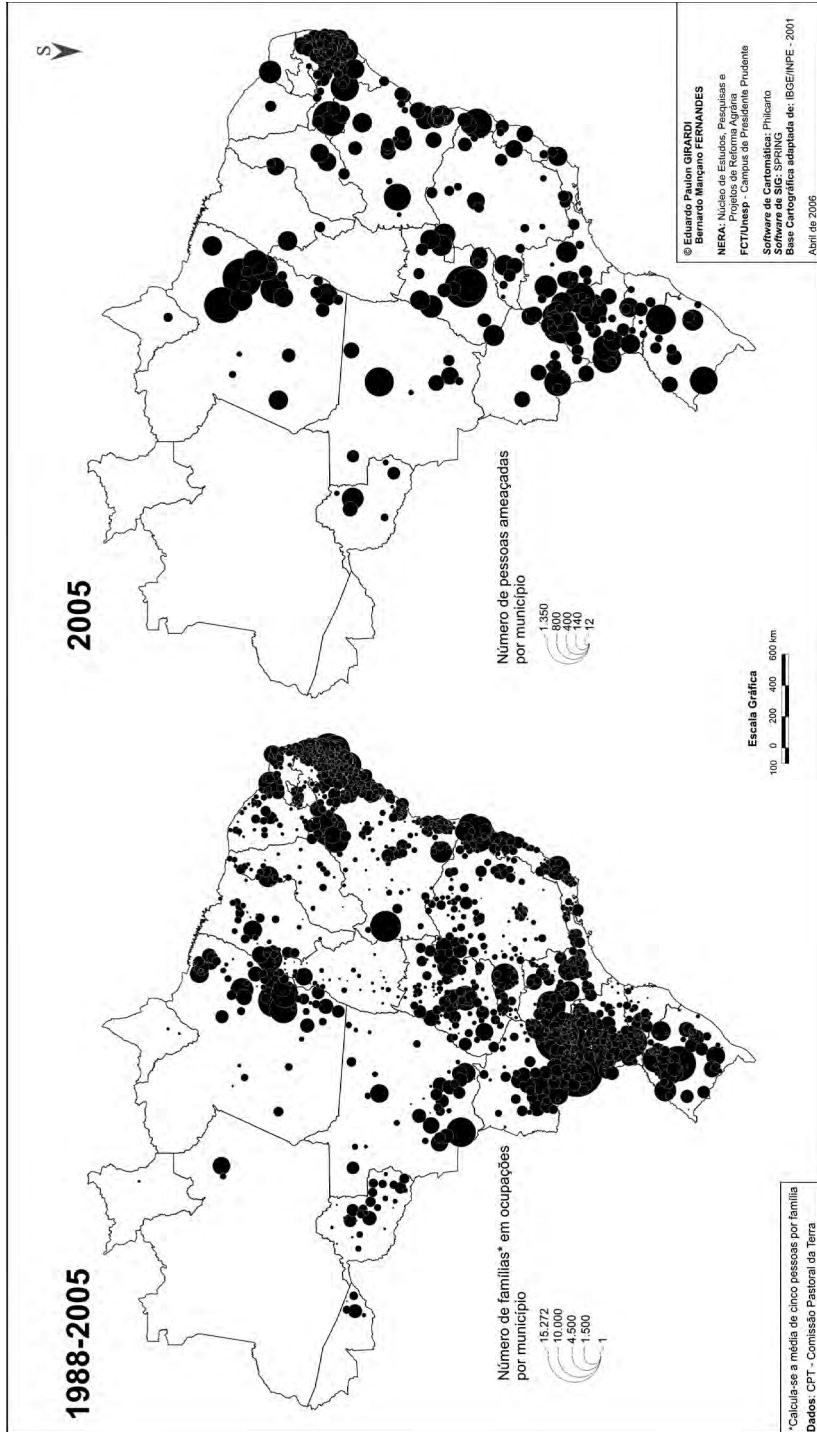 1988-2005
Número de famílias* em ocupações
por município
15.272
10.000
4.500
1.500
1
*Calcula-se a média de cinco pessoas por família
Dados: CPT - Comissão Pastoral da Terra
2005
Número de pessoas ameaçadas
por município
1.350
800
400
140
12
Escala Gráfica
100 0 200 400 600 km
S
© Eduardo Paulon GIRARDI
Bernardo Mançano FERNANDES
NERA: Núcleo de Estudos, Pesquisas e
Projetos de Reforma Agrária
FCT/Unesp - Campus de Presidente Prudente
Software de Cartomática: Philcarto
Software de SIG: SPRING
Base Cartográfica adaptada de: IBGE/INPE - 2001
Abril de 2006